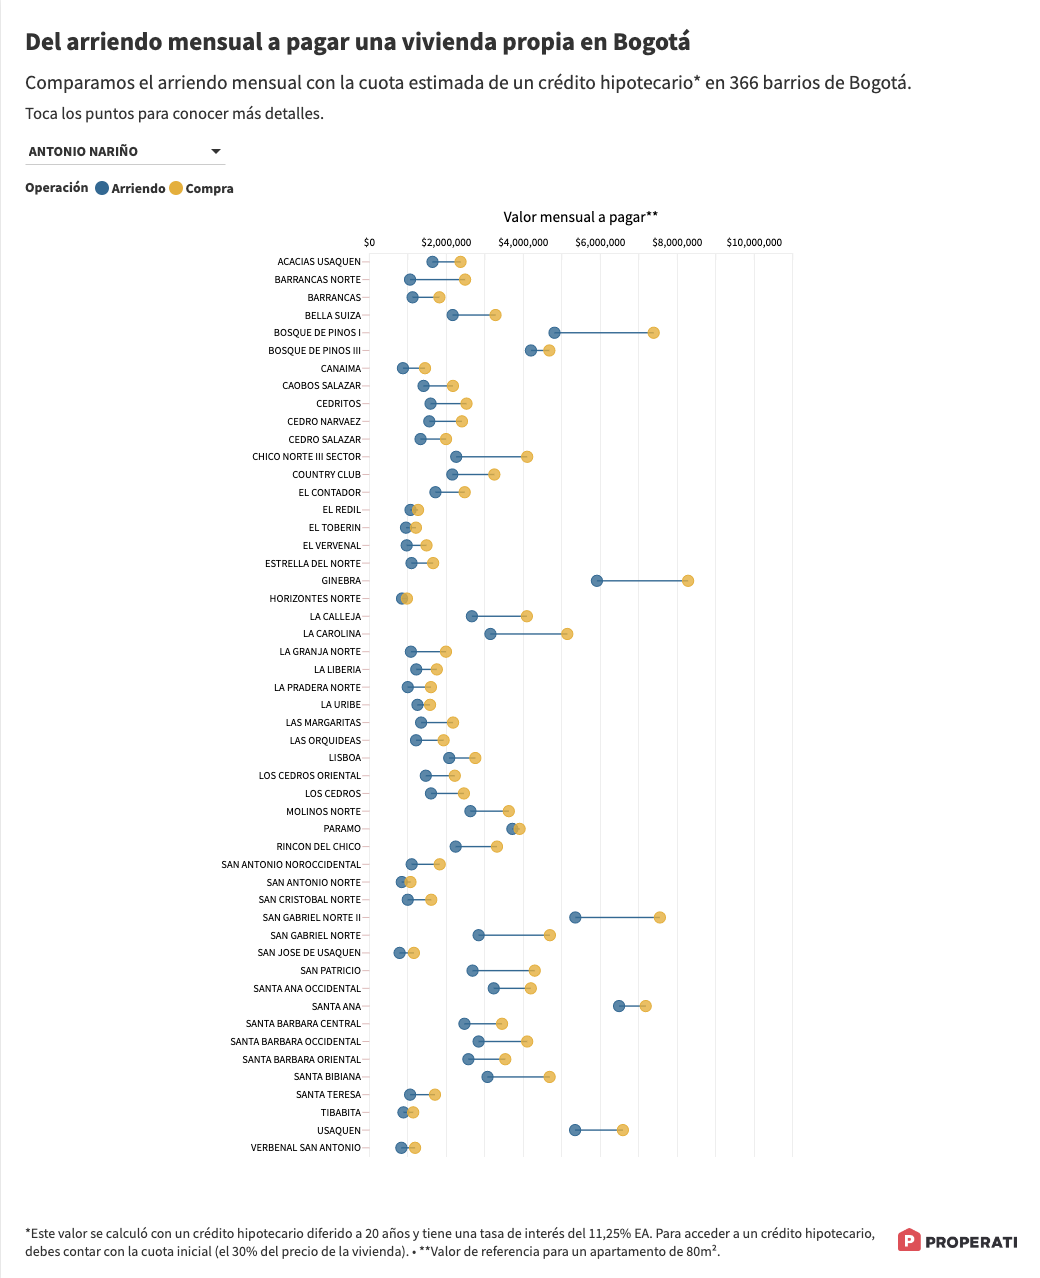 Del arriendo mensual a pagar una vivienda propia en Bogotá
Comparamos el arriendo mensual con la cuota estimada de un crédito hipotecario* en 366 barrios de Bogotá.
Toca los puntos para conocer más detalles.
ANTONIO NARIÑO
Operación Arriendo Compra
Valor mensual a pagar**
$0 $2,000,000 $4,000,000 $6,000,000 $8,000,000 $10,000,000
ACACIAS USAQUEN
BARRANCAS NORTE
BARRANCAS
BELLA SUIZA
BOSQUE DE PINOS I
BOSQUE DE PINOS III
CANAIMA
CAOBOS SALAZAR
CEDRITOS
CEDRO NARVAEZ
CEDRO SALAZAR
CHICO NORTE III SECTOR
COUNTRY CLUB
EL CONTADOR
EL REDIL
EL TOBERIN
EL VERVENAL
ESTRELLA DEL NORTE
GINEBRA
HORIZONTES NORTE
LA CALLEJA
LA CAROLINA
LA GRANJA NORTE
LA LIBERIA
LA PRADERA NORTE
LA URIBE
LAS MARGARITAS
LAS ORQUIDEAS
LISBOA
LOS CEDROS ORIENTAL
LOS CEDROS
MOLINOS NORTE
PARAMO
RINCON DEL CHICO
SAN ANTONIO NOROCCIDENTAL
SAN ANTONIO NORTE
SAN CRISTOBAL NORTE
SAN GABRIEL NORTE II
SAN GABRIEL NORTE
SAN JOSE DE USAQUEN
SAN PATRICIO
SANTA ANA OCCIDENTAL
SANTA ANA
SANTA BARBARA CENTRAL
SANTA BARBARA OCCIDENTAL
SANTA BARBARA ORIENTAL
SANTA BIBIANA
SANTA TERESA
TIBABITA
USAQUEN
VERBENAL SAN ANTONIO
*Este valor se calculó con un crédito hipotecario diferido a 20 años y tiene una tasa de interés del 11,25% EA. Para acceder a un crédito hipotecario,
debes contar con la cuota inicial (el 30% del precio de la vivienda). • **Valor de referencia para un apartamento de 80m².
PROPERATI